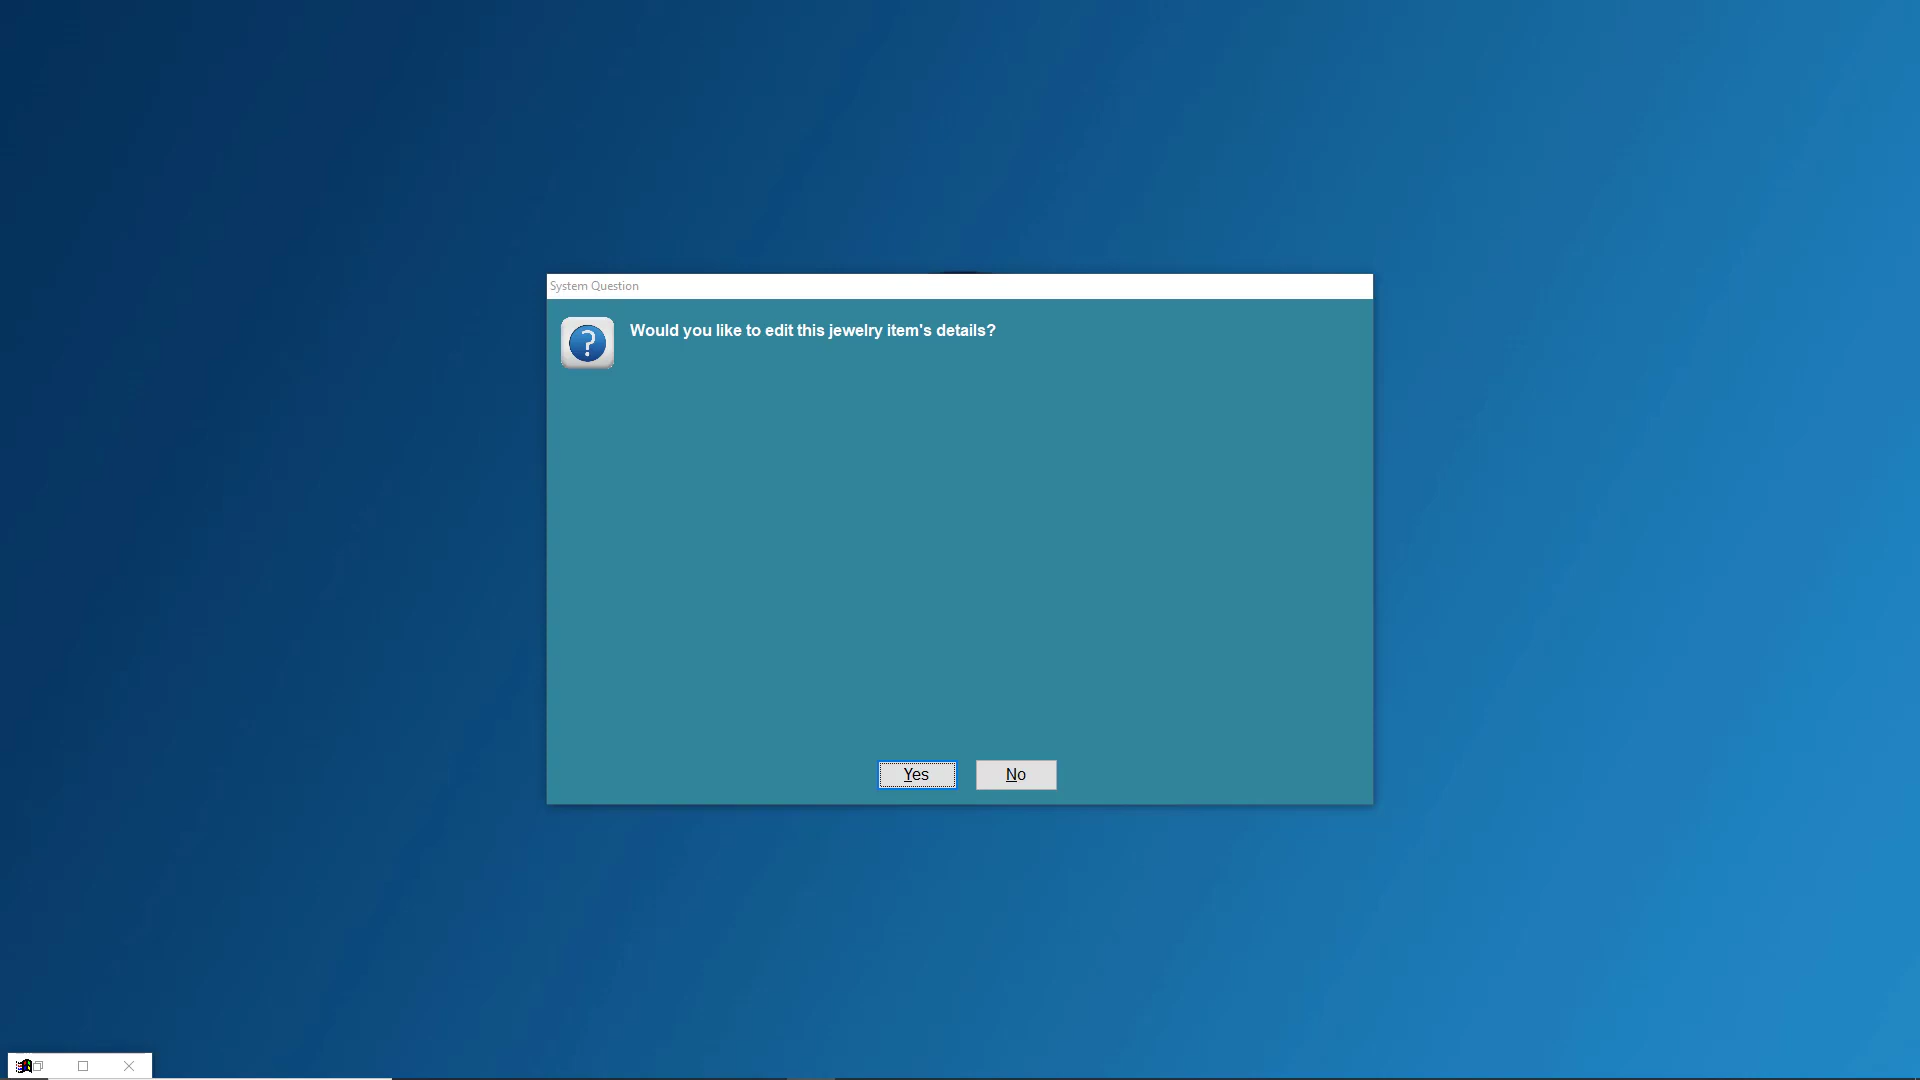 System Question
Would you like to edit this jewelry item's details?
Yes
No